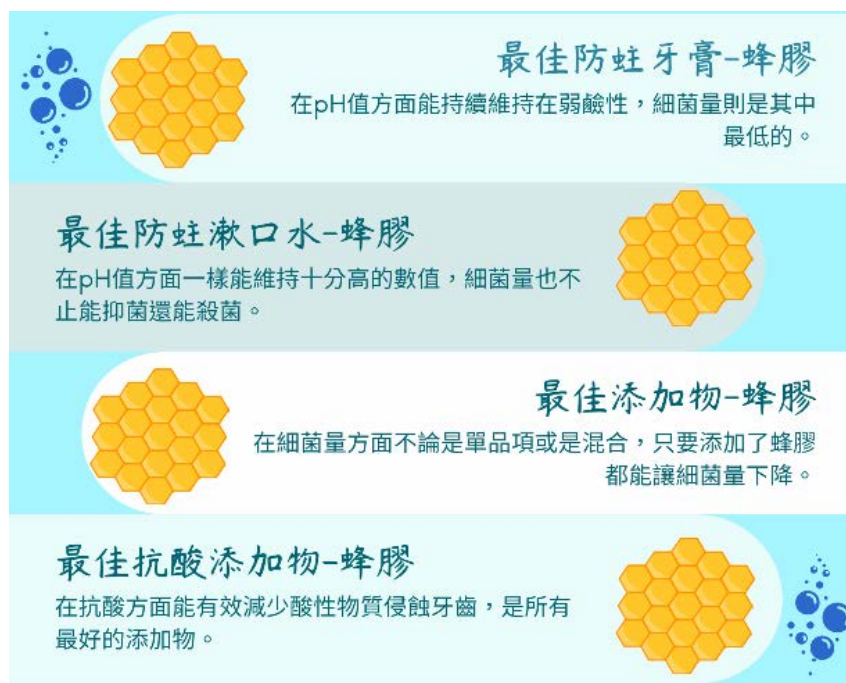 最佳防蛀牙膏-蜂膠
在pH值方面能持續維持在弱鹼性，細菌量則是其中
最低的。
最佳防蛀漱口水-蜂膠
在pH值方面一樣能維持十分高的數值，細菌量也不
止能抑菌還能殺菌。
最佳添加物-蜂膠
在細菌量方面不論是單品項或是混合，只要添加了蜂膠
都能讓細菌量下降。
最佳抗酸添加物-蜂膠
在抗酸方面能有效減少酸性物質侵蝕牙齒，是所有
最好的添加物。